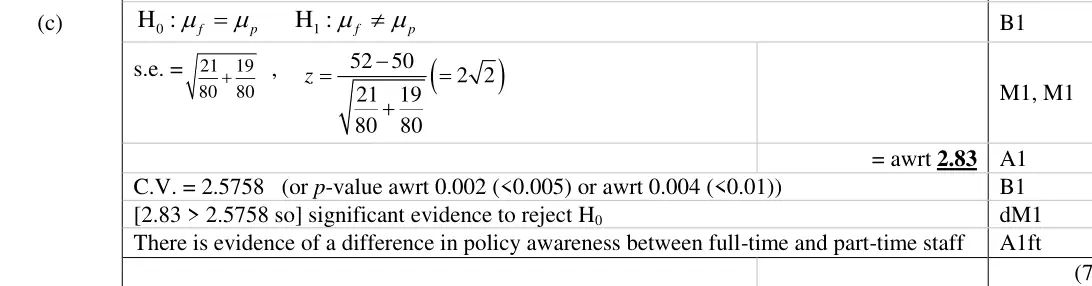 (c) H₀ : μ_f = μ_p H₁ : μ_f ≠ μ_p B1
s.e. = √(21/80 + 19/80) , z = (52 − 50)/√(21/80 + 19/80) (= 2√2) M1, M1
= awrt 2.83 A1
C.V. = 2.5758 (or p-value awrt 0.002 (<0.005) or awrt 0.004 (<0.01)) B1
[2.83 > 2.5758 so] significant evidence to reject H₀ dM1
There is evidence of a difference in policy awareness between full-time and part-time staff A1ft
(7